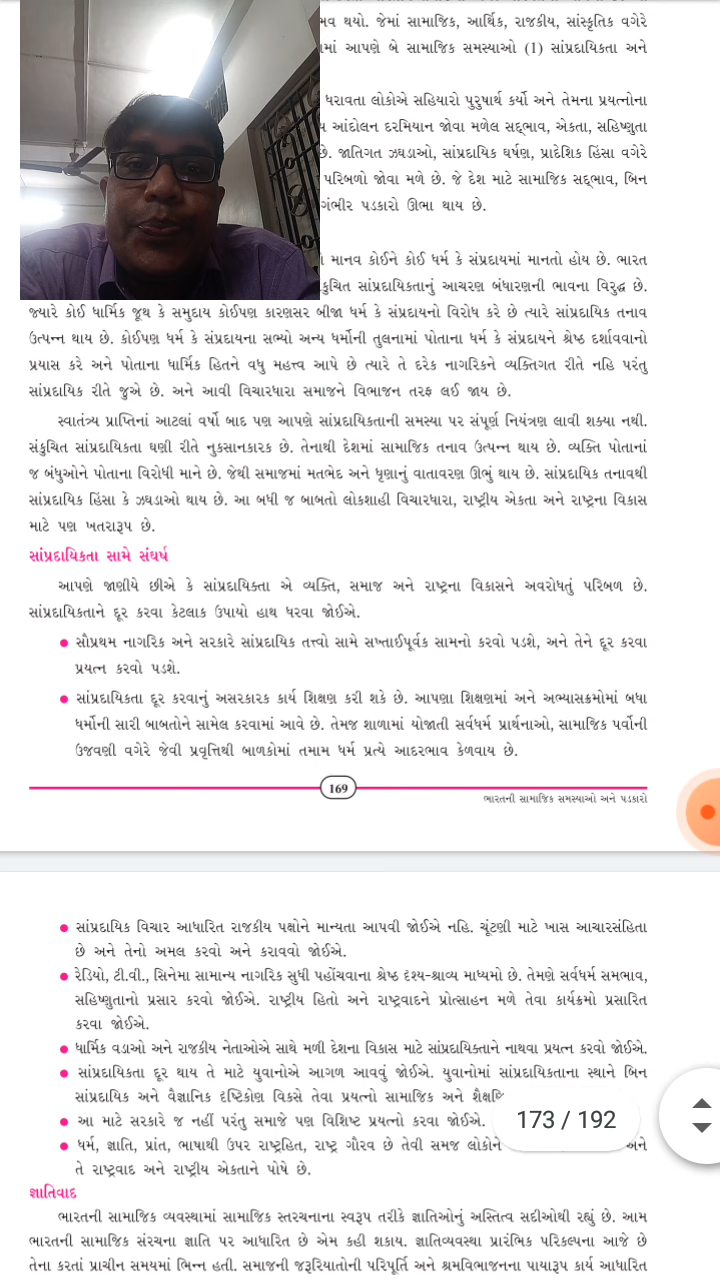 ભવ થયો. જેમાં સામાજિક, આર્થિક, રાજકીય, સાંસ્કૃતિક વગેરે
માં આપણે બે સામાજિક સમસ્યાઓ (1) સાંપ્રદાયિકતા અને
ધરાવતા લોકોએ સહિયારો પુરુષાર્થ કર્યો અને તેમના પ્રયત્નોના
આંદોલન દરમિયાન જોવા મળેલ સદ્ભાવ, એકતા, સહિષ્ણુતા
છે. જાતિગત ઝઘડાઓ, સાંપ્રદાયિક ઘર્ષણ, પ્રાદેશિક હિંસા વગેરે
પરિબળો જોવા મળે છે. જે દેશ માટે સામાજિક સદ્ભાવ, બિન
ગંભીર પડકારો ઊભા થાય છે.
માનવ કોઈને કોઈ ધર્મ કે સંપ્રદાયમાં માનતો હોય છે. ભારત
કુચિત સાંપ્રદાયિકતાનું આચરણ બંધારણની ભાવના વિરુદ્ધ છે.
જ્યારે કોઈ ધાર્મિક જૂથ કે સમુદાય કોઈપણ કારણસર બીજા ધર્મ કે સંપ્રદાયનો વિરોધ કરે છે ત્યારે સાંપ્રદાયિક તનાવ
ઉત્પન્ન થાય છે. કોઈપણ ધર્મ કે સંપ્રદાયના સભ્યો અન્ય ધર્મોની તુલનામાં પોતાના ધર્મ કે સંપ્રદાયને શ્રેષ્ઠ દર્શાવવાનો
પ્રયાસ કરે અને પોતાના ધાર્મિક હિતને વધુ મહત્ત્વ આપે છે ત્યારે તે દરેક નાગરિકને વ્યક્તિગત રીતે નહિ પરંતુ
સાંપ્રદાયિક રીતે જુએ છે. અને આવી વિચારધારા સમાજને વિભાજન તરફ લઈ જાય છે.
સ્વાતંત્ર્ય પ્રાપ્તિનાં આટલાં વર્ષો બાદ પણ આપણે સાંપ્રદાયિકતાની સમસ્યા પર સંપૂર્ણ નિયંત્રણ લાવી શક્યા નથી.
સંકુચિત સાંપ્રદાયિકતા ઘણી રીતે નુકસાનકારક છે. તેનાથી દેશમાં સામાજિક તનાવ ઉત્પન્ન થાય છે. વ્યક્તિ પોતાનાં
જ બંધુઓને પોતાના વિરોધી માને છે. જેથી સમાજમાં મતભેદ અને ધૃણાનું વાતાવરણ ઊભું થાય છે. સાંપ્રદાયિક તનાવથી
સાંપ્રદાયિક હિંસા કે ઝઘડાઓ થાય છે. આ બધી જ બાબતો લોકશાહી વિચારધારા, રાષ્ટ્રીય એકતા અને રાષ્ટ્રના વિકાસ
માટે પણ ખતરારૂપ છે.
સાંપ્રદાયિકતા સામે સંઘર્ષ
આપણે જાણીયે છીએ કે સાંપ્રદાયિક્તા એ વ્યક્તિ, સમાજ અને રાષ્ટ્રના વિકાસને અવરોધતું પરિબળ છે.
સાંપ્રદાયિકતાને દૂર કરવા કેટલાક ઉપાયો હાથ ધરવા જોઈએ.
● સૌપ્રથમ નાગરિક અને સરકારે સાંપ્રદાયિક તત્ત્વો સામે સખ્તાઈપૂર્વક સામનો કરવો પડશે, અને તેને દૂર કરવા
પ્રયત્ન કરવો પડશે.
● સાંપ્રદાયિકતા દૂર કરવાનું અસરકારક કાર્ય શિક્ષણ કરી શકે છે. આપણા શિક્ષણમાં અને અભ્યાસક્રમોમાં બધા
ધર્મોની સારી બાબતોને સામેલ કરવામાં આવે છે. તેમજ શાળામાં યોજાતી સર્વધર્મ પ્રાર્થનાઓ, સામાજિક પર્વોની
ઉજવણી વગેરે જેવી પ્રવૃત્તિથી બાળકોમાં તમામ ધર્મ પ્રત્યે આદરભાવ કેળવાય છે.
169
ભારતની સામાજિક સમસ્યાઓ અને પડકારો
● સાંપ્રદાયિક વિચાર આધારિત રાજકીય પક્ષોને માન્યતા આપવી જોઈએ નહિ. ચૂંટણી માટે ખાસ આચારસંહિતા
છે અને તેનો અમલ કરવો અને કરાવવો જોઈએ.
● રેડિયો, ટી.વી., સિનેમા સામાન્ય નાગરિક સુધી પહોંચવાના શ્રેષ્ઠ દૃશ્ય-શ્રાવ્ય માધ્યમો છે. તેમણે સર્વધર્મ સમભાવ,
સહિષ્ણુતાનો પ્રસાર કરવો જોઈએ. રાષ્ટ્રીય હિતો અને રાષ્ટ્રવાદને પ્રોત્સાહન મળે તેવા કાર્યક્રમો પ્રસારિત
કરવા જોઈએ.
● ધાર્મિક વડાઓ અને રાજકીય નેતાઓએ સાથે મળી દેશના વિકાસ માટે સાંપ્રદાયિક્તાને નાથવા પ્રયત્ન કરવો જોઈએ.
● સાંપ્રદાયિકતા દૂર થાય તે માટે યુવાનોએ આગળ આવવું જોઈએ. યુવાનોમાં સાંપ્રદાયિકતાના સ્થાને બિન
સાંપ્રદાયિક અને વૈજ્ઞાનિક દૃષ્ટિકોણ વિકસે તેવા પ્રયત્નો સામાજિક અને
● આ માટે સરકારે જ નહીં પરંતુ સમાજે પણ વિશિષ્ટ પ્રયત્નો કરવા જોઈએ.
173 / 192
● ધર્મ, જ્ઞાતિ, પ્રાંત, ભાષાથી ઉપર રાષ્ટ્રહિત, રાષ્ટ્ર ગૌરવ છે તેવી સમજ લોકોને અને
તે રાષ્ટ્રવાદ અને રાષ્ટ્રીય એકતાને પોષે છે.
જ્ઞાતિવાદ
ભારતની સામાજિક વ્યવસ્થામાં સામાજિક સ્તરચનાના સ્વરૂપ તરીકે જ્ઞાતિઓનું અસ્તિત્વ સદીઓથી રહ્યું છે. આમ
ભારતની સામાજિક સંરચના જ્ઞાતિ પર આધારિત છે એમ કહી શકાય. જ્ઞાતિવ્યવસ્થા પ્રારંભિક પરિકલ્પના આજે છે
તેના કરતાં પ્રાચીન સમયમાં ભિન્ન હતી. સમાજની જરૂરિયાતોની પરિપૂર્તિ અને શ્રમવિભાજનના પાયારૂપ કાર્ય આધારિત